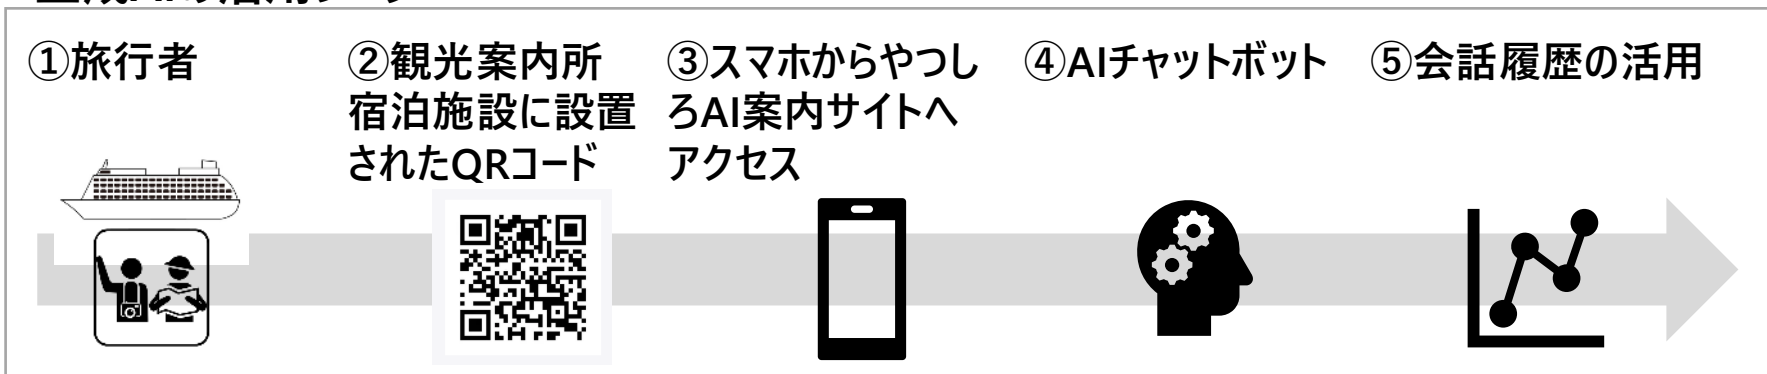 ①旅行者
②観光案内所
宿泊施設に設置
されたQRコード
③スマホからやつし
ろAI案内サイトへ
アクセス
④AIチャットボット
⑤会話履歴の活用